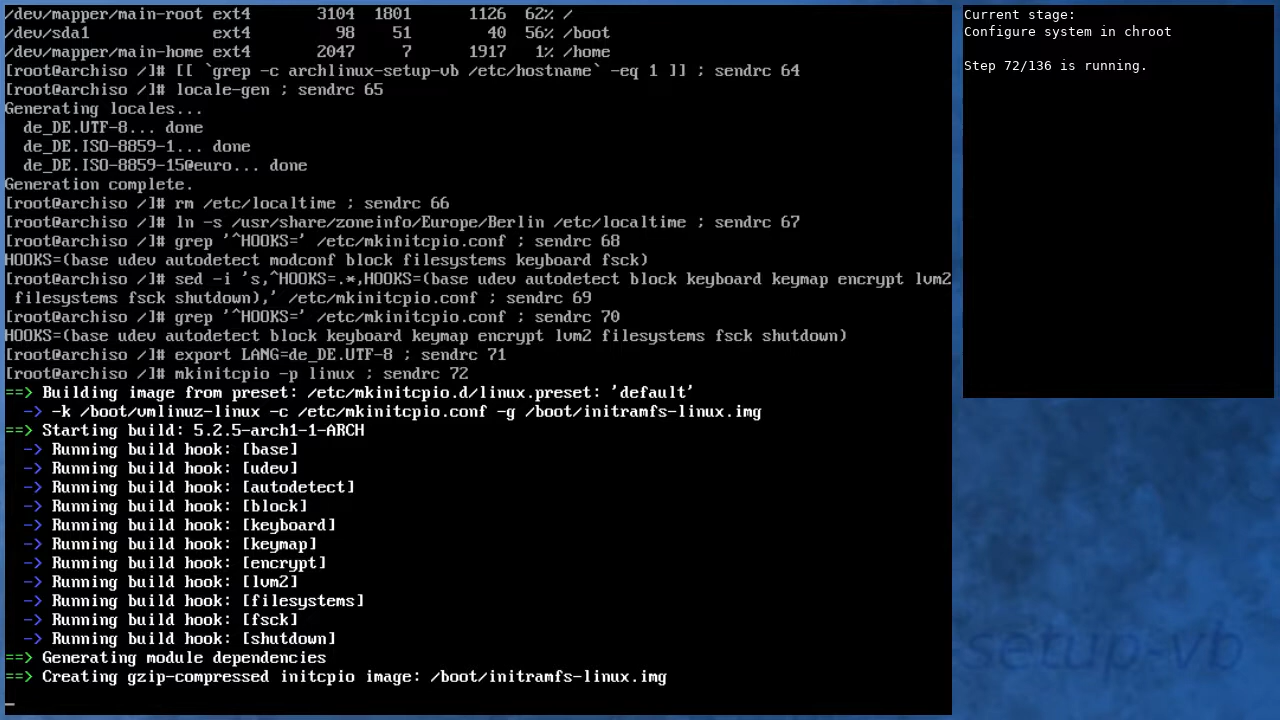 /dev/mapper/main-root ext4       3104  1801      1126  62% /
/dev/sda1             ext4         98    51        40  56% /boot
/dev/mapper/main-home ext4       2047     7      1917   1% /home
[root@archiso /]# [[ `grep -c archlinux-setup-vb /etc/hostname` -eq 1 ]] ; sendrc 64
[root@archiso /]# locale-gen ; sendrc 65
Generating locales...
  de_DE.UTF-8... done
  de_DE.ISO-8859-1... done
  de_DE.ISO-8859-15@euro... done
Generation complete.
[root@archiso /]# rm /etc/localtime ; sendrc 66
[root@archiso /]# ln -s /usr/share/zoneinfo/Europe/Berlin /etc/localtime ; sendrc 67
[root@archiso /]# grep '^HOOKS=' /etc/mkinitcpio.conf ; sendrc 68
HOOKS=(base udev autodetect modconf block filesystems keyboard fsck)
[root@archiso /]# sed -i 's,^HOOKS=.*,HOOKS=(base udev autodetect block keyboard keymap encrypt lvm2
 filesystems fsck shutdown),' /etc/mkinitcpio.conf ; sendrc 69
[root@archiso /]# grep '^HOOKS=' /etc/mkinitcpio.conf ; sendrc 70
HOOKS=(base udev autodetect block keyboard keymap encrypt lvm2 filesystems fsck shutdown)
[root@archiso /]# export LANG=de_DE.UTF-8 ; sendrc 71
[root@archiso /]# mkinitcpio -p linux ; sendrc 72
==> Building image from preset: /etc/mkinitcpio.d/linux.preset: 'default'
  -> -k /boot/vmlinuz-linux -c /etc/mkinitcpio.conf -g /boot/initramfs-linux.img
==> Starting build: 5.2.5-arch1-1-ARCH
  -> Running build hook: [base]
  -> Running build hook: [udev]
  -> Running build hook: [autodetect]
  -> Running build hook: [block]
  -> Running build hook: [keyboard]
  -> Running build hook: [keymap]
  -> Running build hook: [encrypt]
  -> Running build hook: [lvm2]
  -> Running build hook: [filesystems]
  -> Running build hook: [fsck]
  -> Running build hook: [shutdown]
==> Generating module dependencies
==> Creating gzip-compressed initcpio image: /boot/initramfs-linux.img
Current stage:
Configure system in chroot
Step 72/136 is running.
setup-vb